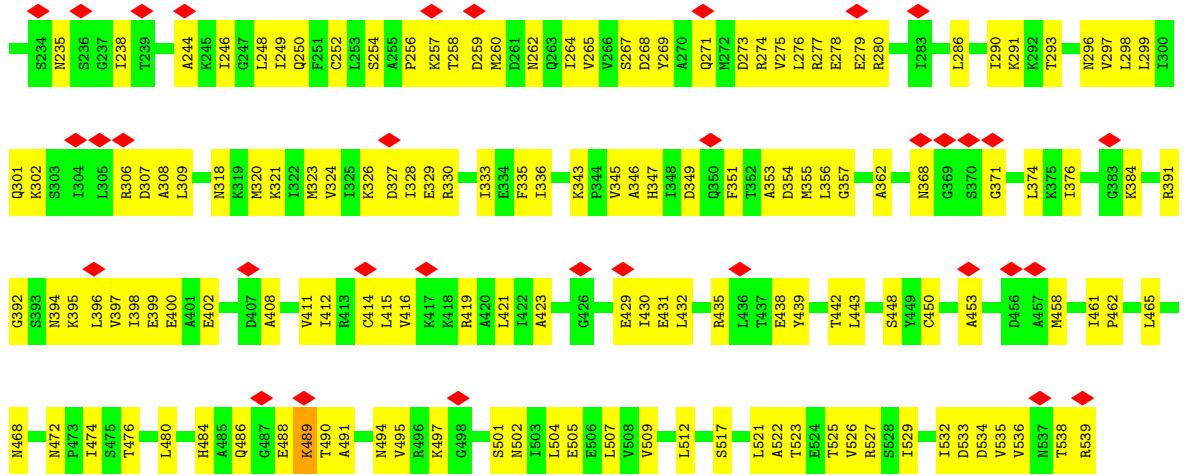 S234 N235 S236 G237 I238 T239 A244 K245 I246 G247 L248 I249 Q250 F251 G252 L253 S254 A255 P256 K257 T258 D259 M260 D261 N262 Q263 I264 V265 V266 S267 D268 Y269 A270 Q271 M272 D273 R274 V275 L276 R277 E278 E279 R280 I283 L286 I290 K291 K292 T293 N296 V297 L298 L299 I300
Q301 K302 S303 I304 L305 R306 D307 A308 L309 N318 K319 M320 K321 I322 M323 V324 I325 K326 D327 I328 E329 R330 I333 E334 F335 I336 K343 P344 V345 A346 H347 I348 D349 Q350 F351 T352 A353 D354 M355 L356 G357 A362 N368 G369 S370 G371 L374 K375 I376 G383 K384 R391
G392 S393 N394 K395 L396 V397 I398 E399 E400 A401 E402 D407 A408 V411 I412 R413 C414 L415 V416 K417 K418 R419 A420 L421 I422 A423 G426 E429 I430 E431 L432 R435 L436 T437 E438 Y439 T442 L443 S448 Y449 C450 A453 D456 A457 M458 I461 P462 L465
N468 N472 P473 I474 S475 T476 L480 H484 A485 Q486 G487 E488 K489 T490 A491 N494 V495 R496 K497 G498 S501 N502 I503 L504 E505 E506 L507 V508 V509 L512 S517 L521 A522 T523 E524 T525 V526 R527 S528 I529 I532 D533 D534 V535 V536 N537 T538 R539